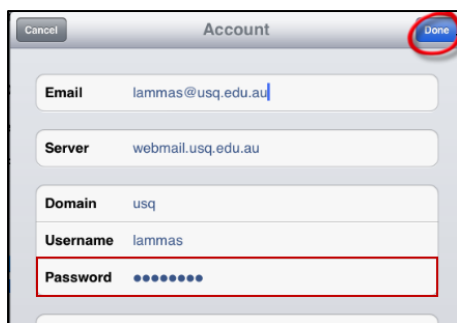 Cancel Account Done
Email lammas@usq.edu.au
Server webmail.usq.edu.au
Domain usq
Username lammas
Password ●●●●●●●●